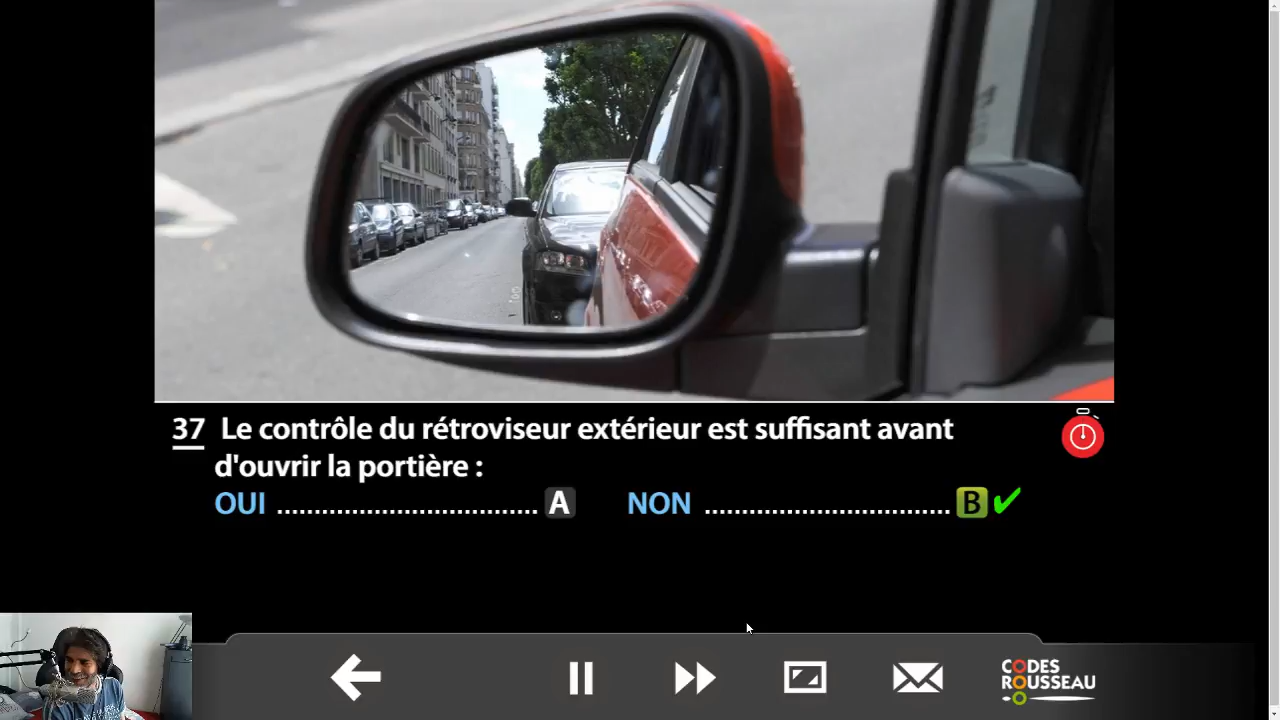 37 Le contrôle du rétroviseur extérieur est suffisant avant
d'ouvrir la portière :
OUI .................................. A NON ................................ B ✔
CODES
ROUSSEAU